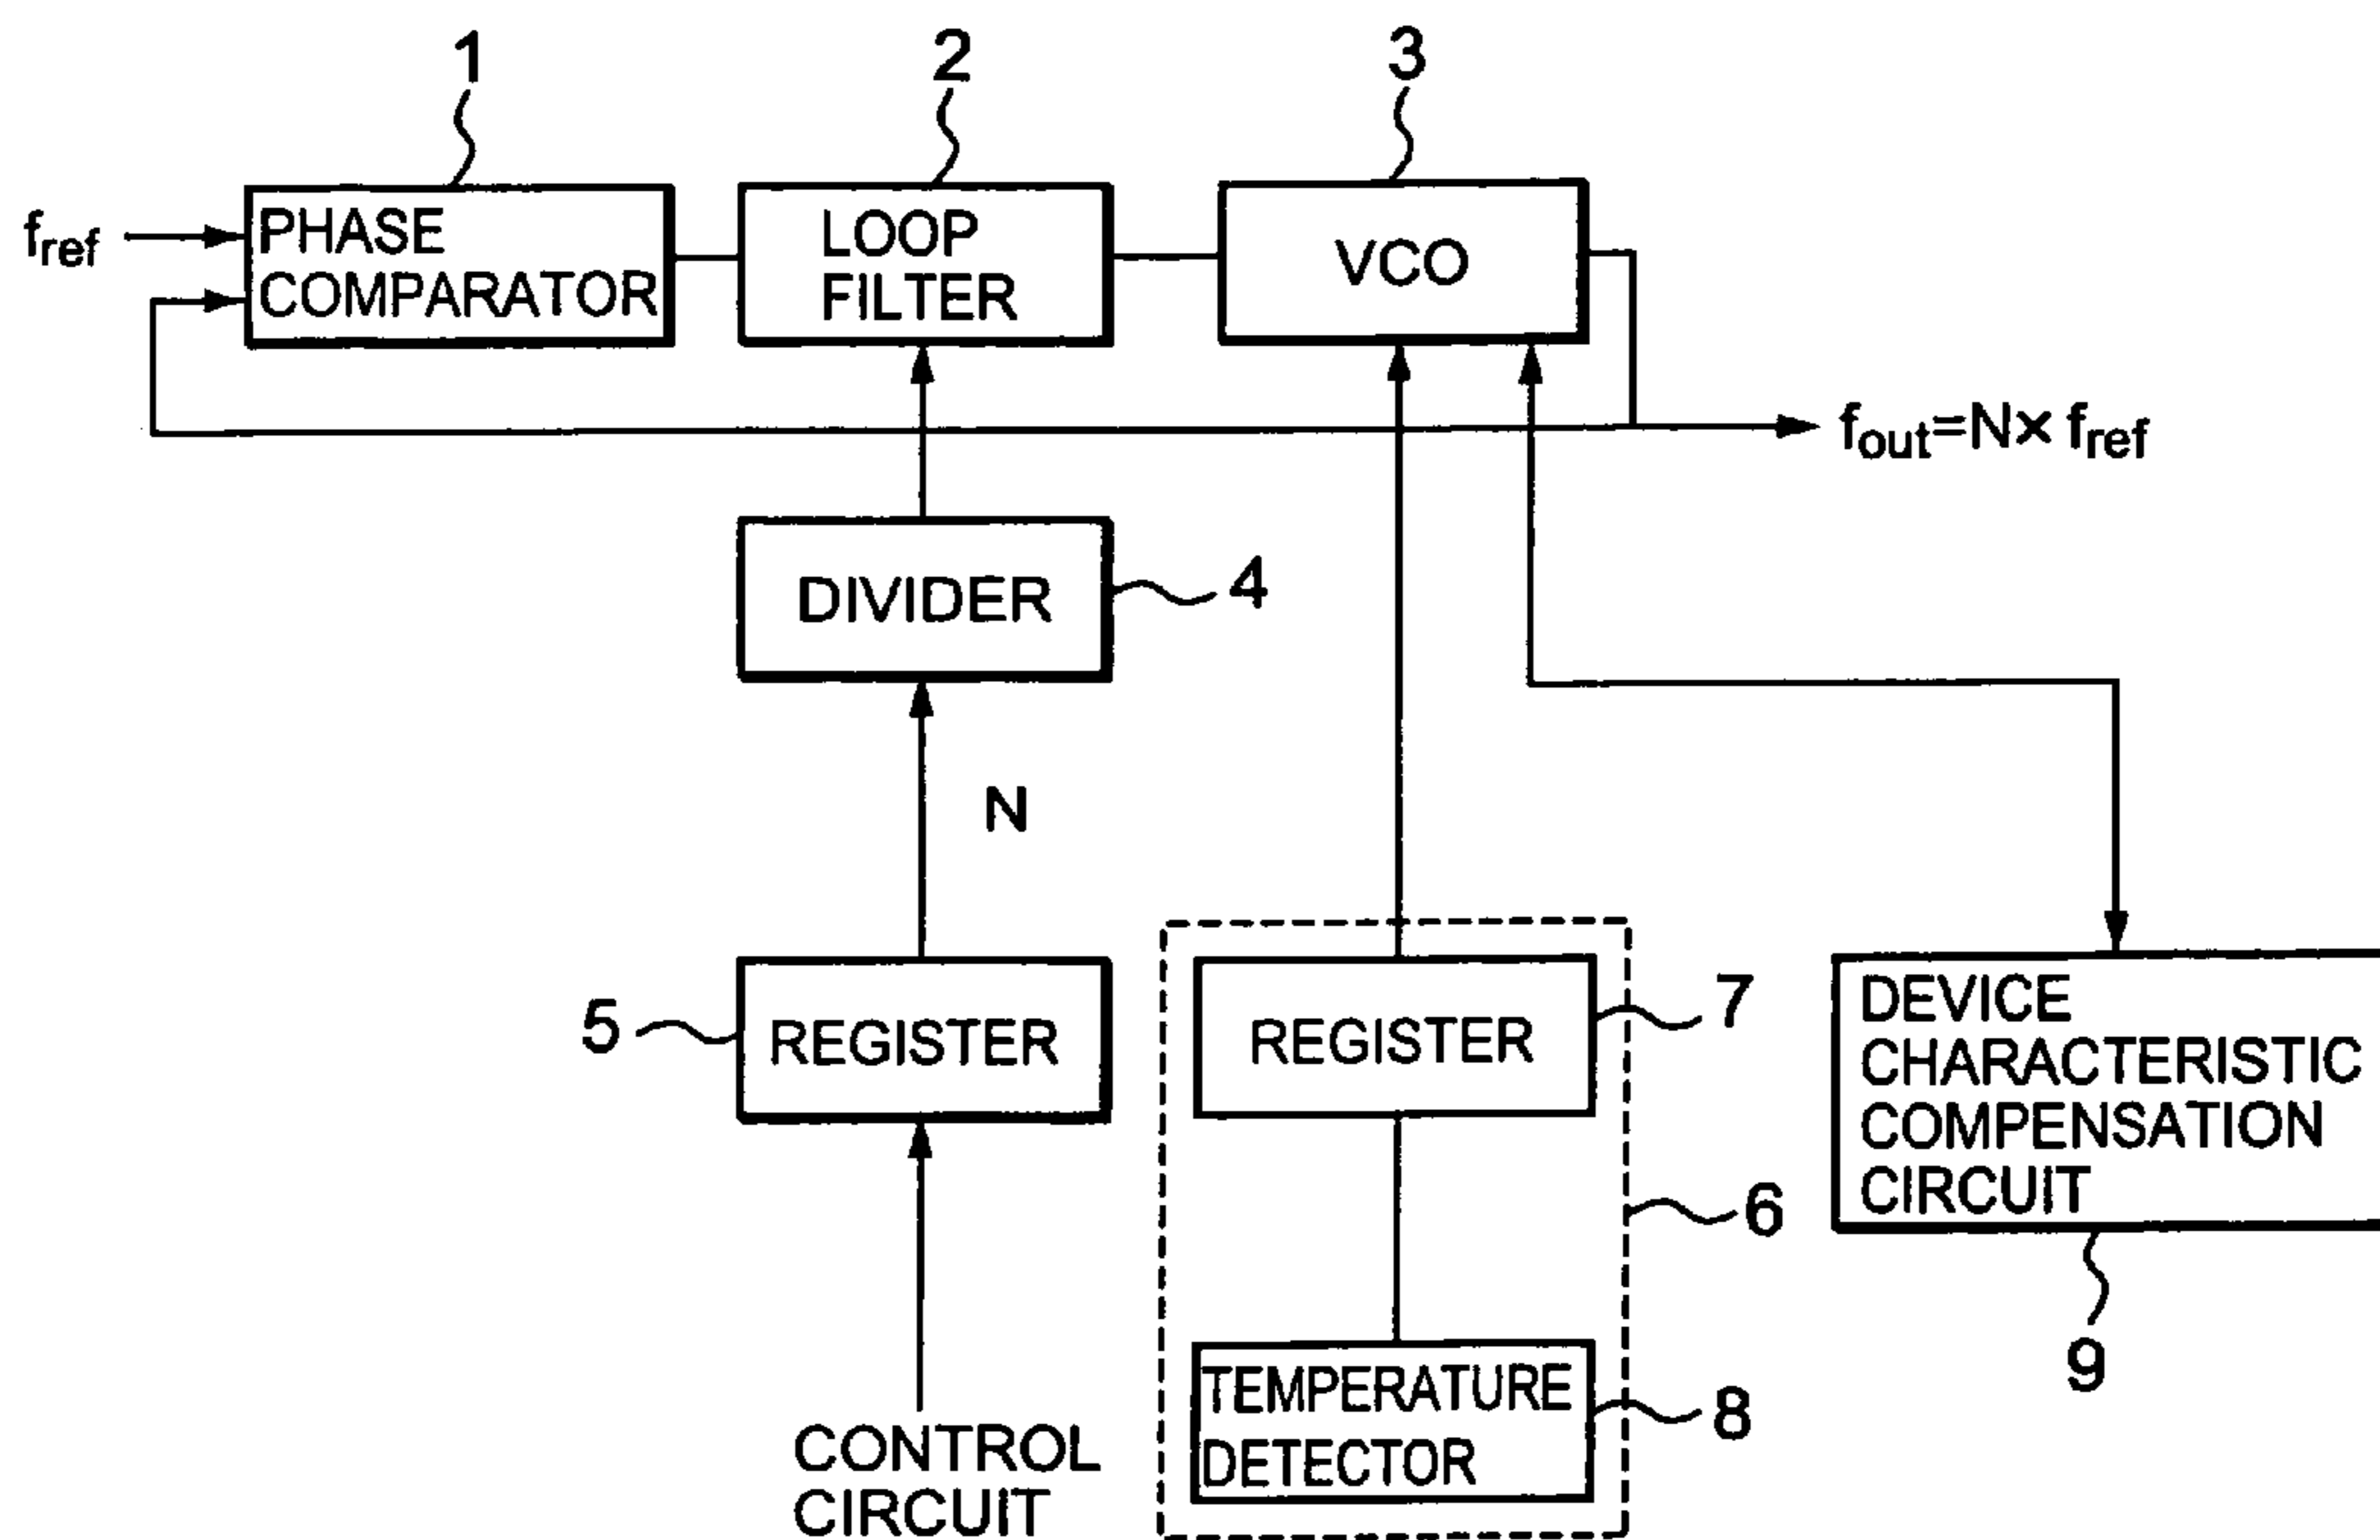 1
2
3
fref
PHASE
COMPARATOR
LOOP
FILTER
VCO
fout=N× fref
DIVIDER
4
N
5
REGISTER
REGISTER
7
DEVICE
CHARACTERISTIC
COMPENSATION
CIRCUIT
6
TEMPERATURE
DETECTOR
8
9
CONTROL
CIRCUIT